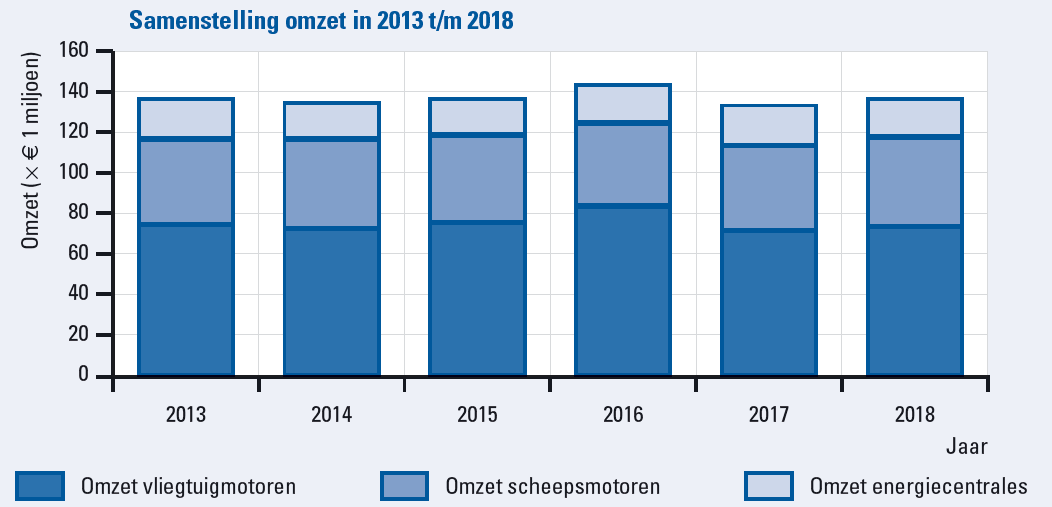 Samenstelling omzet in 2013 t/m 2018
Omzet (× € 1 miljoen)
160
140
120
100
80
60
40
20
0
2013 2014 2015 2016 2017 2018
Jaar
Omzet vliegtuigmotoren Omzet scheepsmotoren Omzet energiecentrales